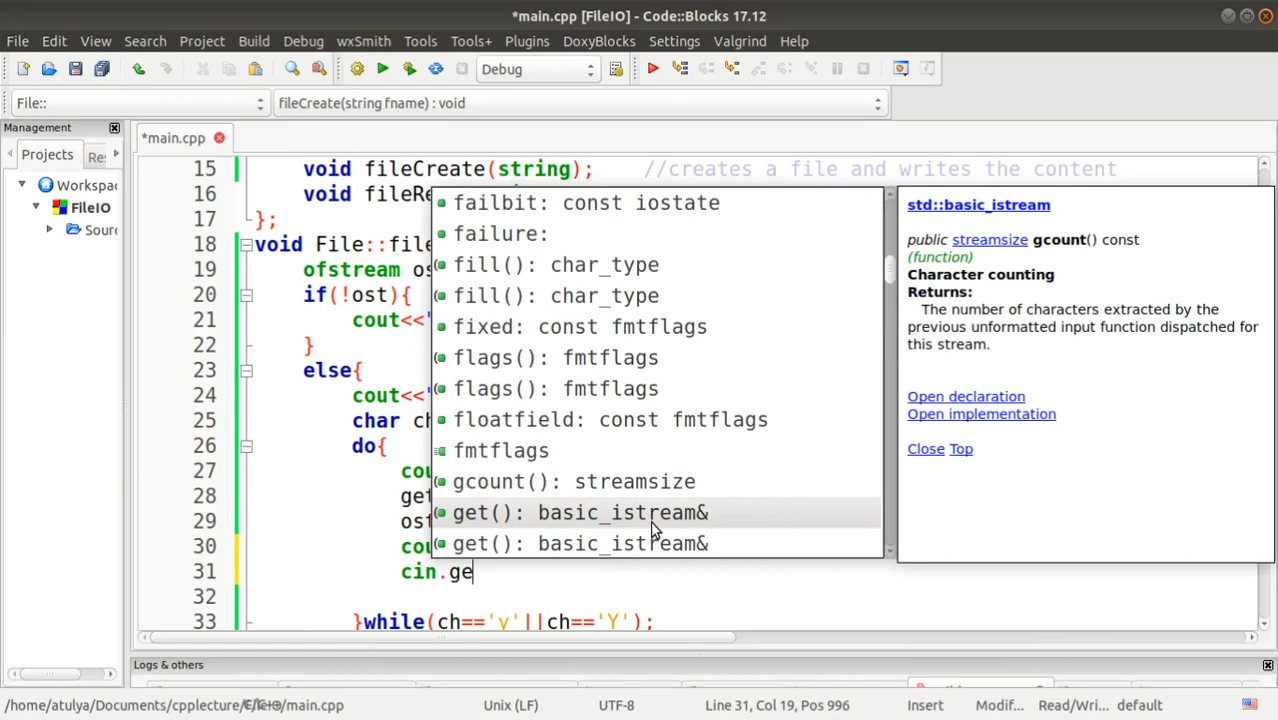 *main.cpp [FileIO] - Code::Blocks 17.12
File Edit View Search Project Build Debug wxSmith Tools Tools+ Plugins DoxyBlocks Settings Valgrind Help
Debug
File:: fileCreate(string fname) : void
Management
Projects
*main.cpp
Workspa
FileIO
Sourc
15 void fileCreate(string); //creates a file and writes the content
16 void fileRe
17 };
18 void File::fil
19 ofstream os
20 if(!ost){
21 cout<<"
22 }
23 else{
24 cout<<"
25 char ch
26 do{
27 cou
28 get
29 ost
30 cou
31 cin.ge
32
33 }while(ch=='y'||ch=='Y');
failbit: const iostate
failure:
fill(): char_type
fill(): char_type
fixed: const fmtflags
flags(): fmtflags
flags(): fmtflags
floatfield: const fmtflags
fmtflags
gcount(): streamsize
get(): basic_istream&
get(): basic_istream&
std::basic_istream
public streamsize gcount() const
(function)
Character counting
Returns:
The number of characters extracted by the
previous unformatted input function dispatched for
this stream.
Open declaration
Open implementation
Close Top
Logs & others
Unix (LF) UTF-8 Line 31, Col 19, Pos 996 Insert Modif... Read/Wri... default